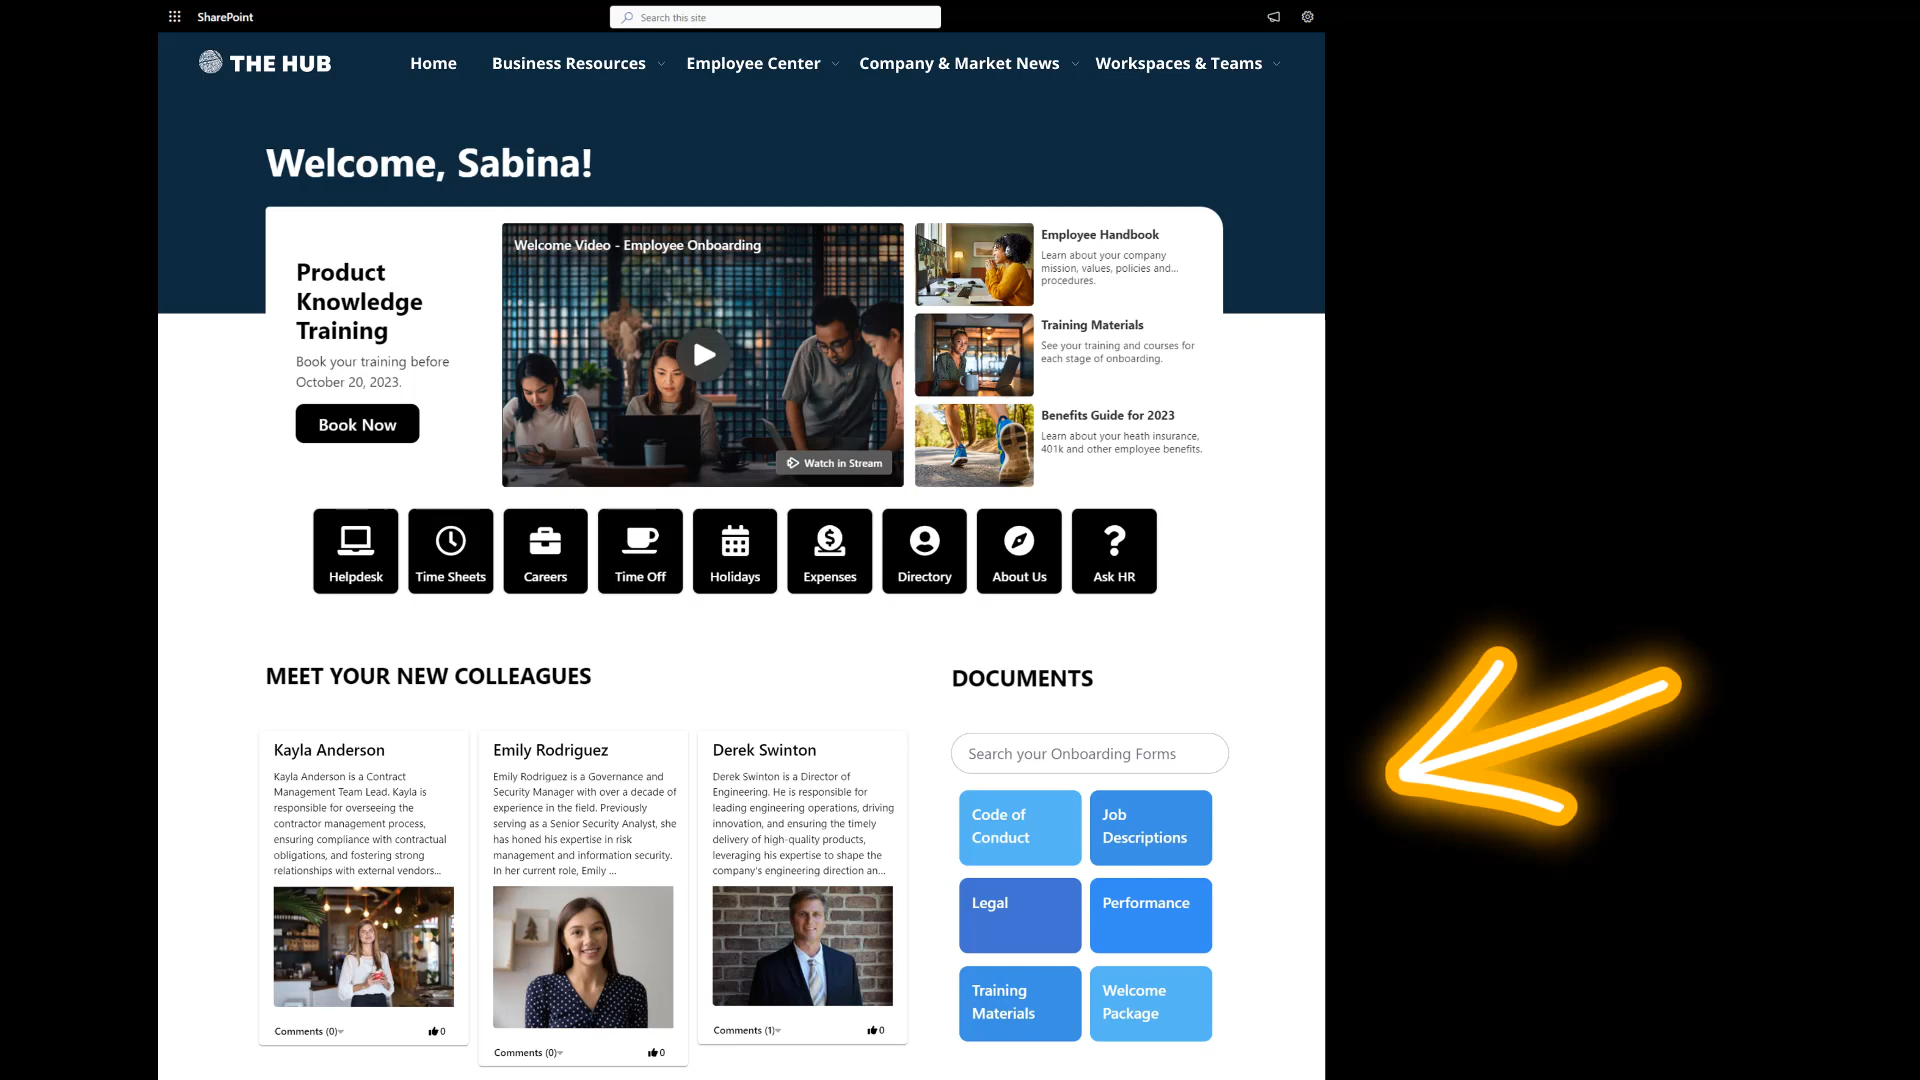 SharePoint
Search this site
THE HUB
Home
Business Resources
Employee Center
Company & Market News
Workspaces & Teams
Welcome, Sabina!
Product
Knowledge
Training
Book your training before
October 20, 2023.
Book Now
Welcome Video - Employee Onboarding
Watch in Stream
Employee Handbook
Learn about your company
mission, values, policies and...
procedures.
Training Materials
See your training and courses for
each stage of onboarding.
Benefits Guide for 2023
Learn about your heath insurance,
401k and other employee benefits.
Helpdesk
Time Sheets
Careers
Time Off
Holidays
Expenses
Directory
About Us
Ask HR
MEET YOUR NEW COLLEAGUES
Kayla Anderson
Kayla Anderson is a Contract
Management Team Lead. Kayla is
responsible for overseeing the
contractor management process,
ensuring compliance with contractual
obligations, and fostering strong
relationships with external vendors...
Comments (0)
0
Emily Rodriguez
Emily Rodriguez is a Governance and
Security Manager with over a decade of
experience in the field. Previously
serving as a Senior Security Analyst, she
has honed his expertise in risk
management and information security.
In her current role, Emily ...
Comments (0)
0
Derek Swinton
Derek Swinton is a Director of
Engineering. He is responsible for
leading engineering operations, driving
innovation, and ensuring the timely
delivery of high-quality products,
leveraging his expertise to shape the
company's engineering direction an...
Comments (1)
0
DOCUMENTS
Search your Onboarding Forms
Code of
Conduct
Job
Descriptions
Legal
Performance
Training
Materials
Welcome
Package